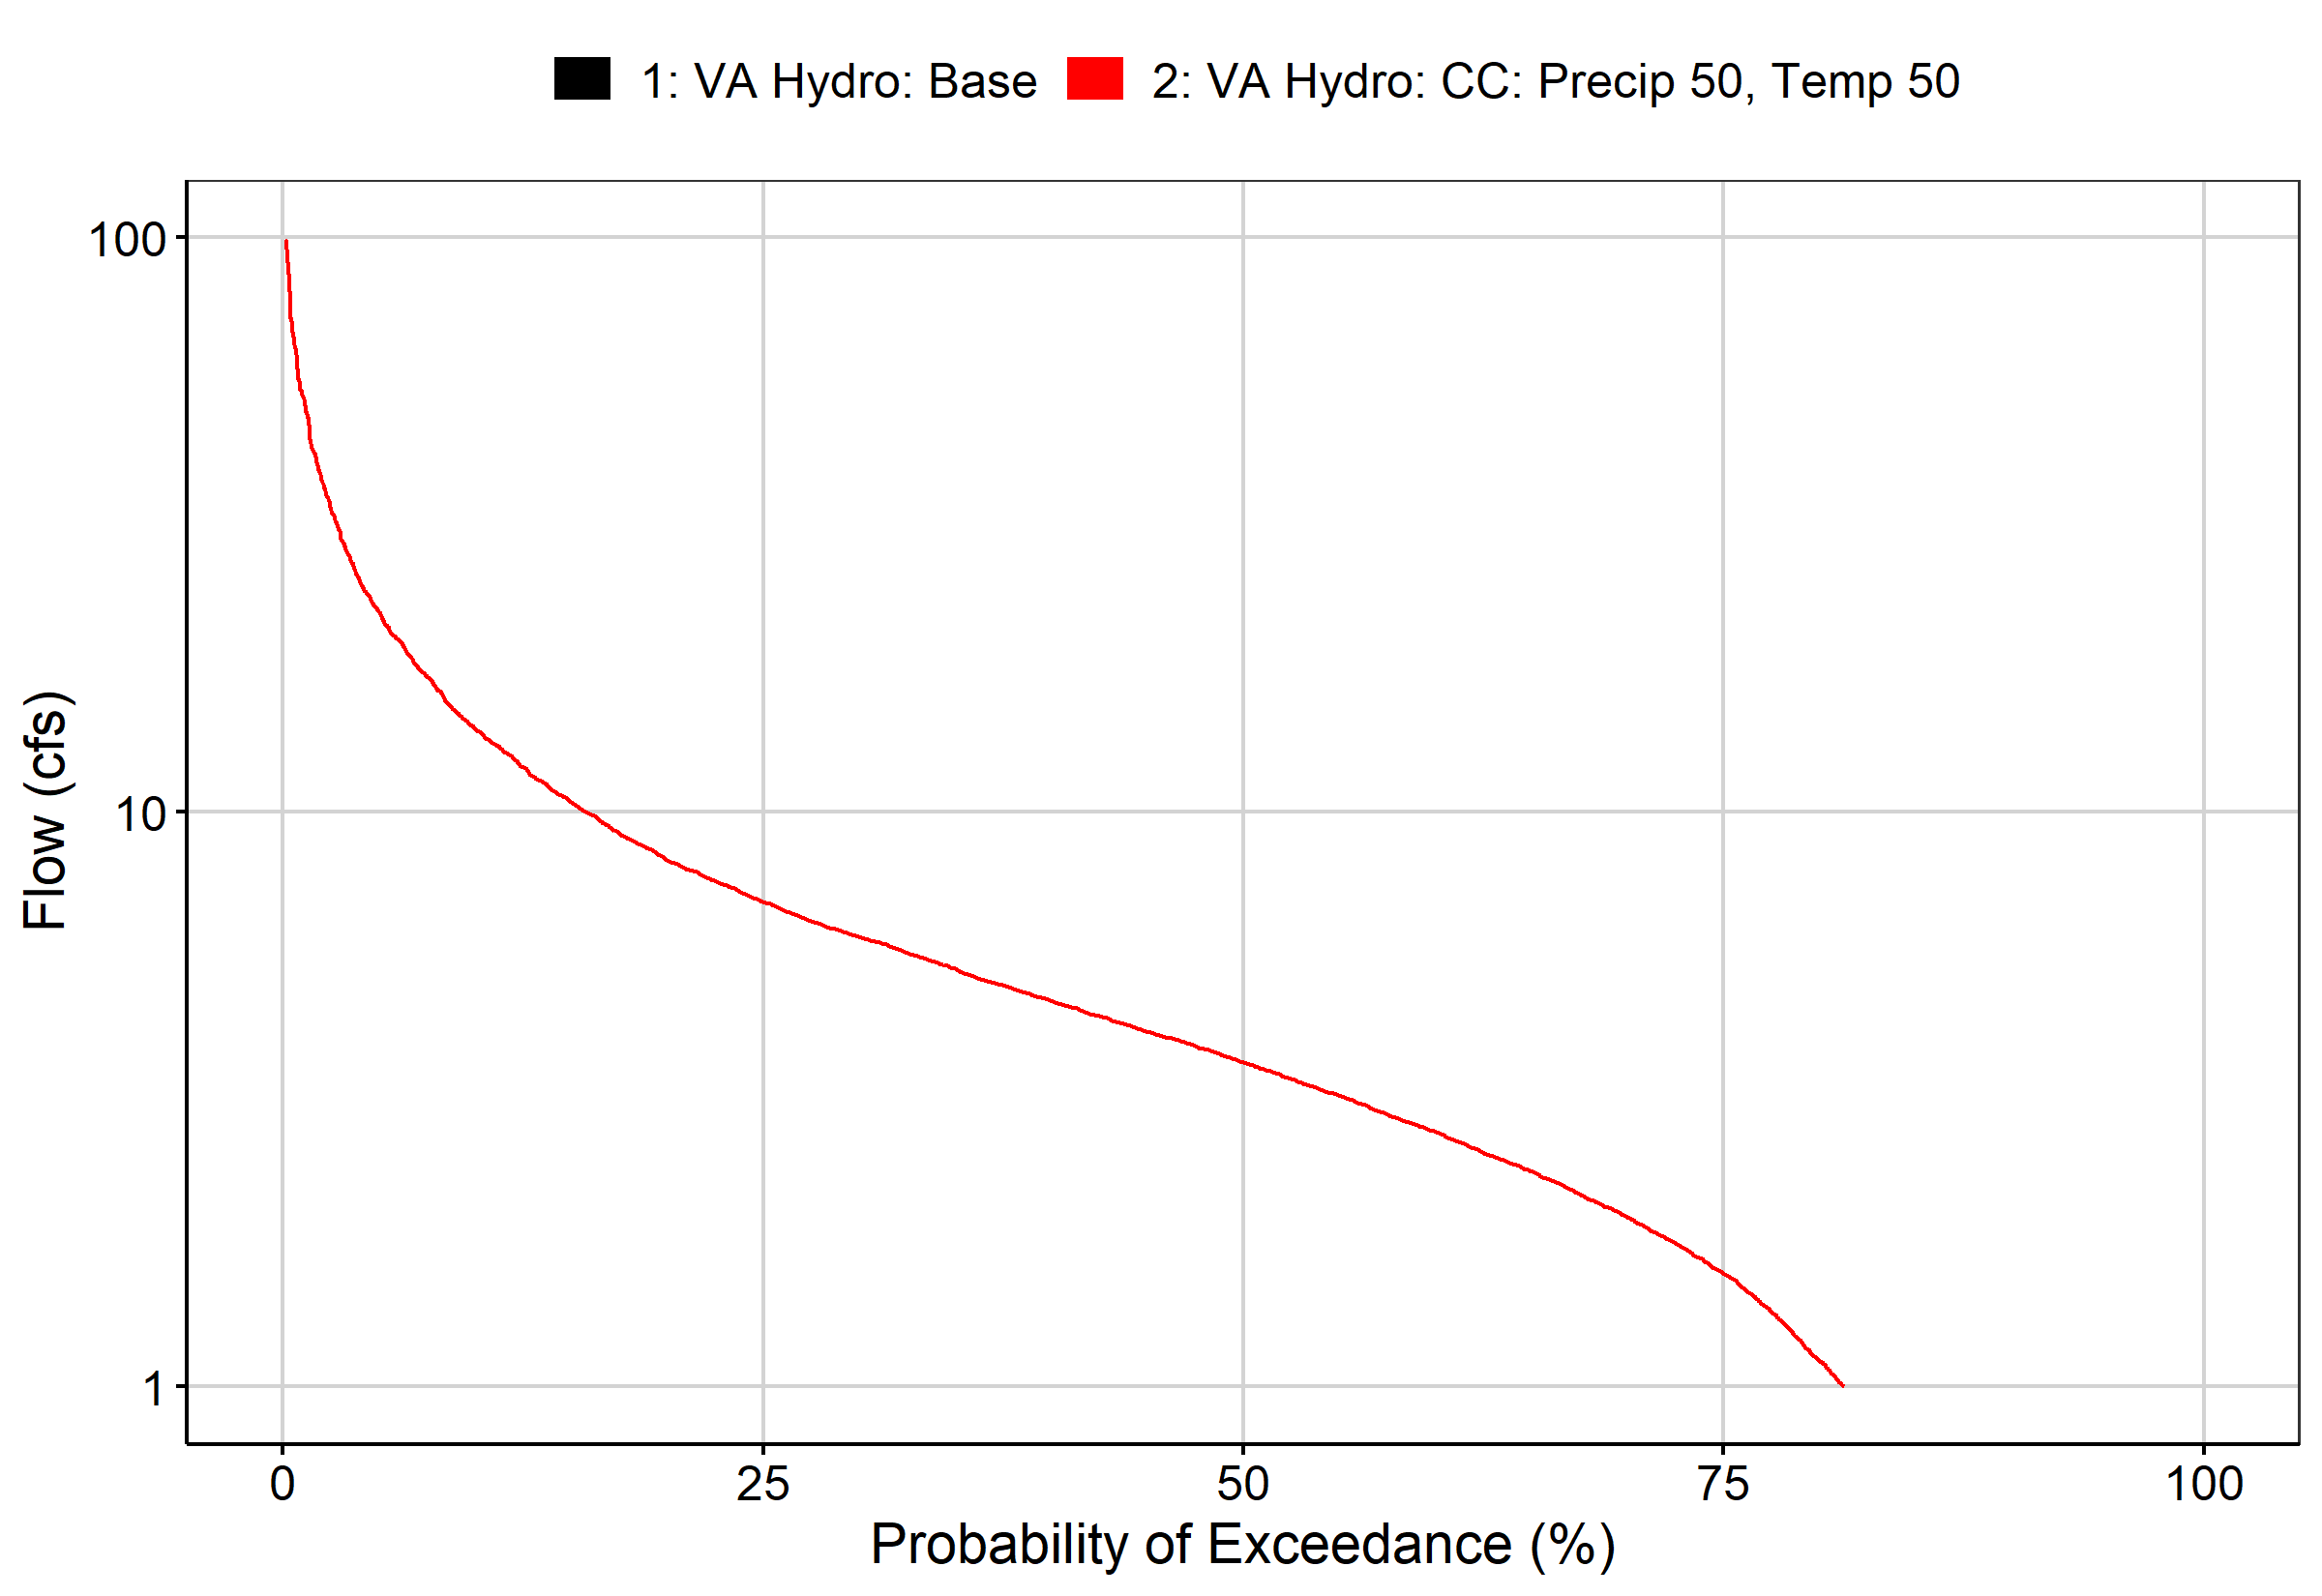 1: VA Hydro: Base 2: VA Hydro: CC: Precip 50, Temp 50
100
10
1
Flow (cfs)
0 25 50 75 100
Probability of Exceedance (%)